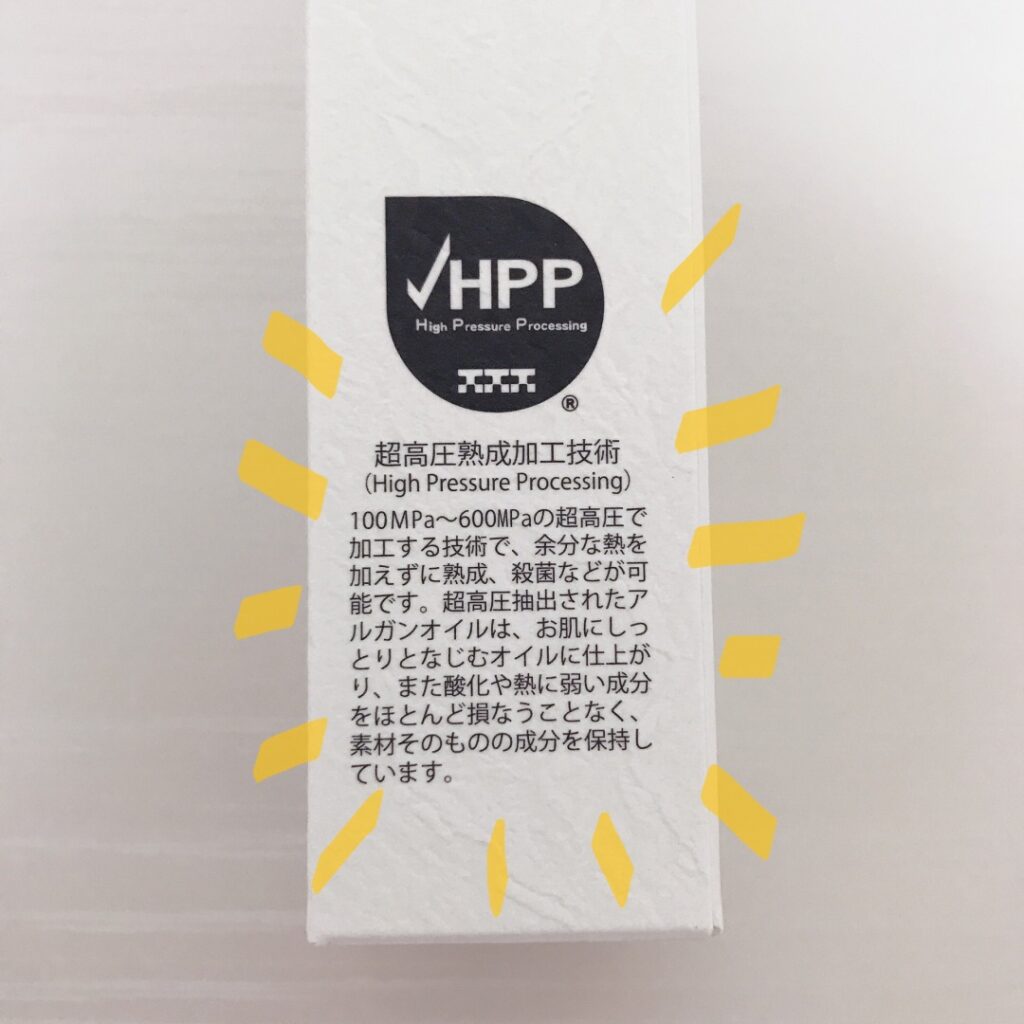 HPP
High Pressure Processing
®
超高圧熟成加工技術
（High Pressure Processing）
100MPa〜600MPaの超高圧で
加工する技術で、余分な熱を
加えずに熟成、殺菌などが可
能です。超高圧抽出されたア
ルガンオイルは、お肌にしっ
とりとなじむオイルに仕上が
り、また酸化や熱に弱い成分
をほとんど損なうことなく、
素材そのものの成分を保持し
ています。